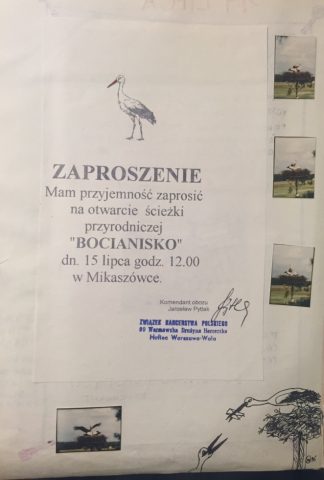 ZAPROSZENIE
Mam przyjemność zaprosić
na otwarcie ścieżki
przyrodniczej
"BOCIANISKO"
dn. 15 lipca godz. 12.00
w Mikaszówce.
Komendant obozu
Jarosław Pytlak
ZWIĄZEK HARCERSTWA POLSKIEGO
Hufiec Warszawa-Wola